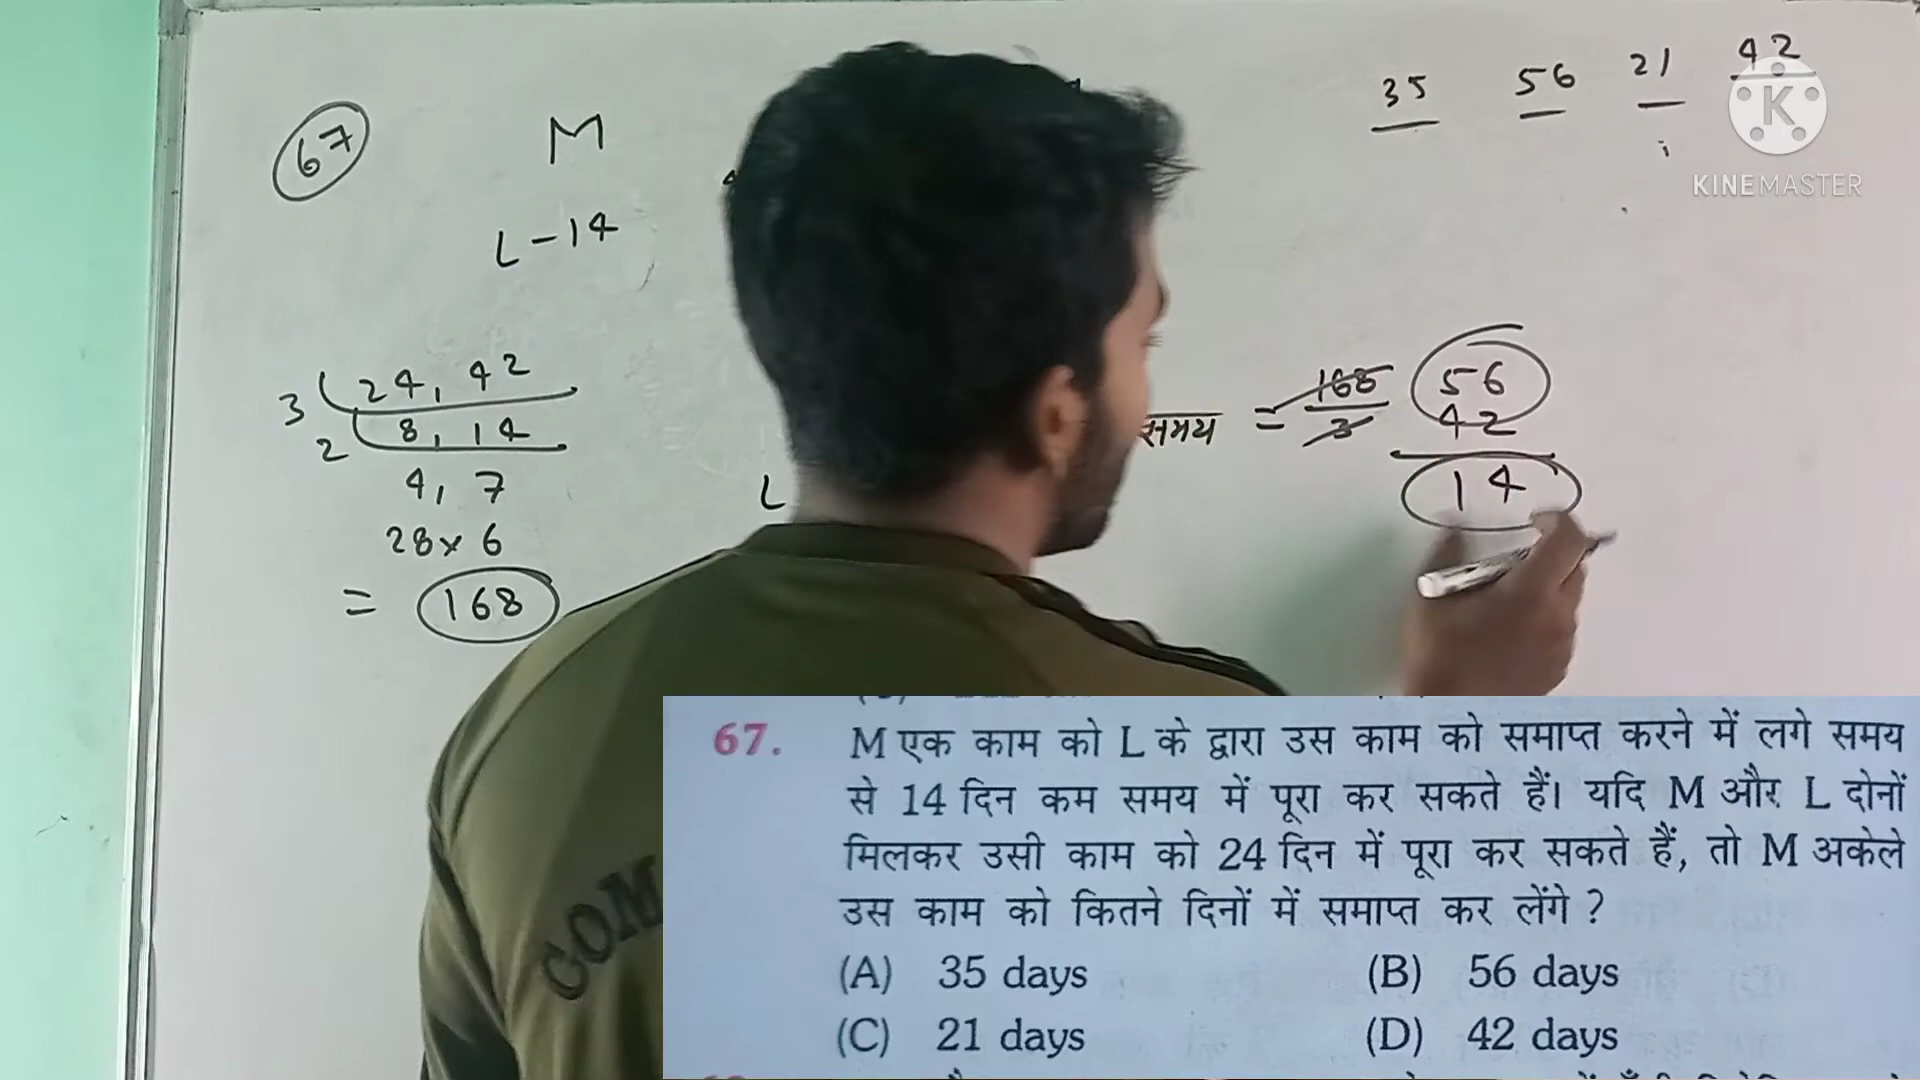 67
M
L-14
35 56 21 42
K
KINEMASTER
3 24, 42
2 8, 14
4, 7
28×6
= 168
L
समय = 168/3 56
42
14
COM
67. M एक काम को L के द्वारा उस काम को समाप्त करने में लगे समय
से 14 दिन कम समय में पूरा कर सकते हैं। यदि M और L दोनों
मिलकर उसी काम को 24 दिन में पूरा कर सकते हैं, तो M अकेले
उस काम को कितने दिनों में समाप्त कर लेंगे ?
(A) 35 days (B) 56 days
(C) 21 days (D) 42 days